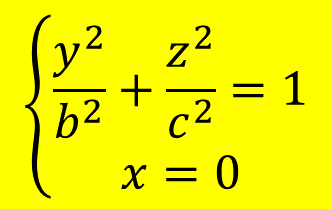 y²/b² + z²/c² = 1
x = 0